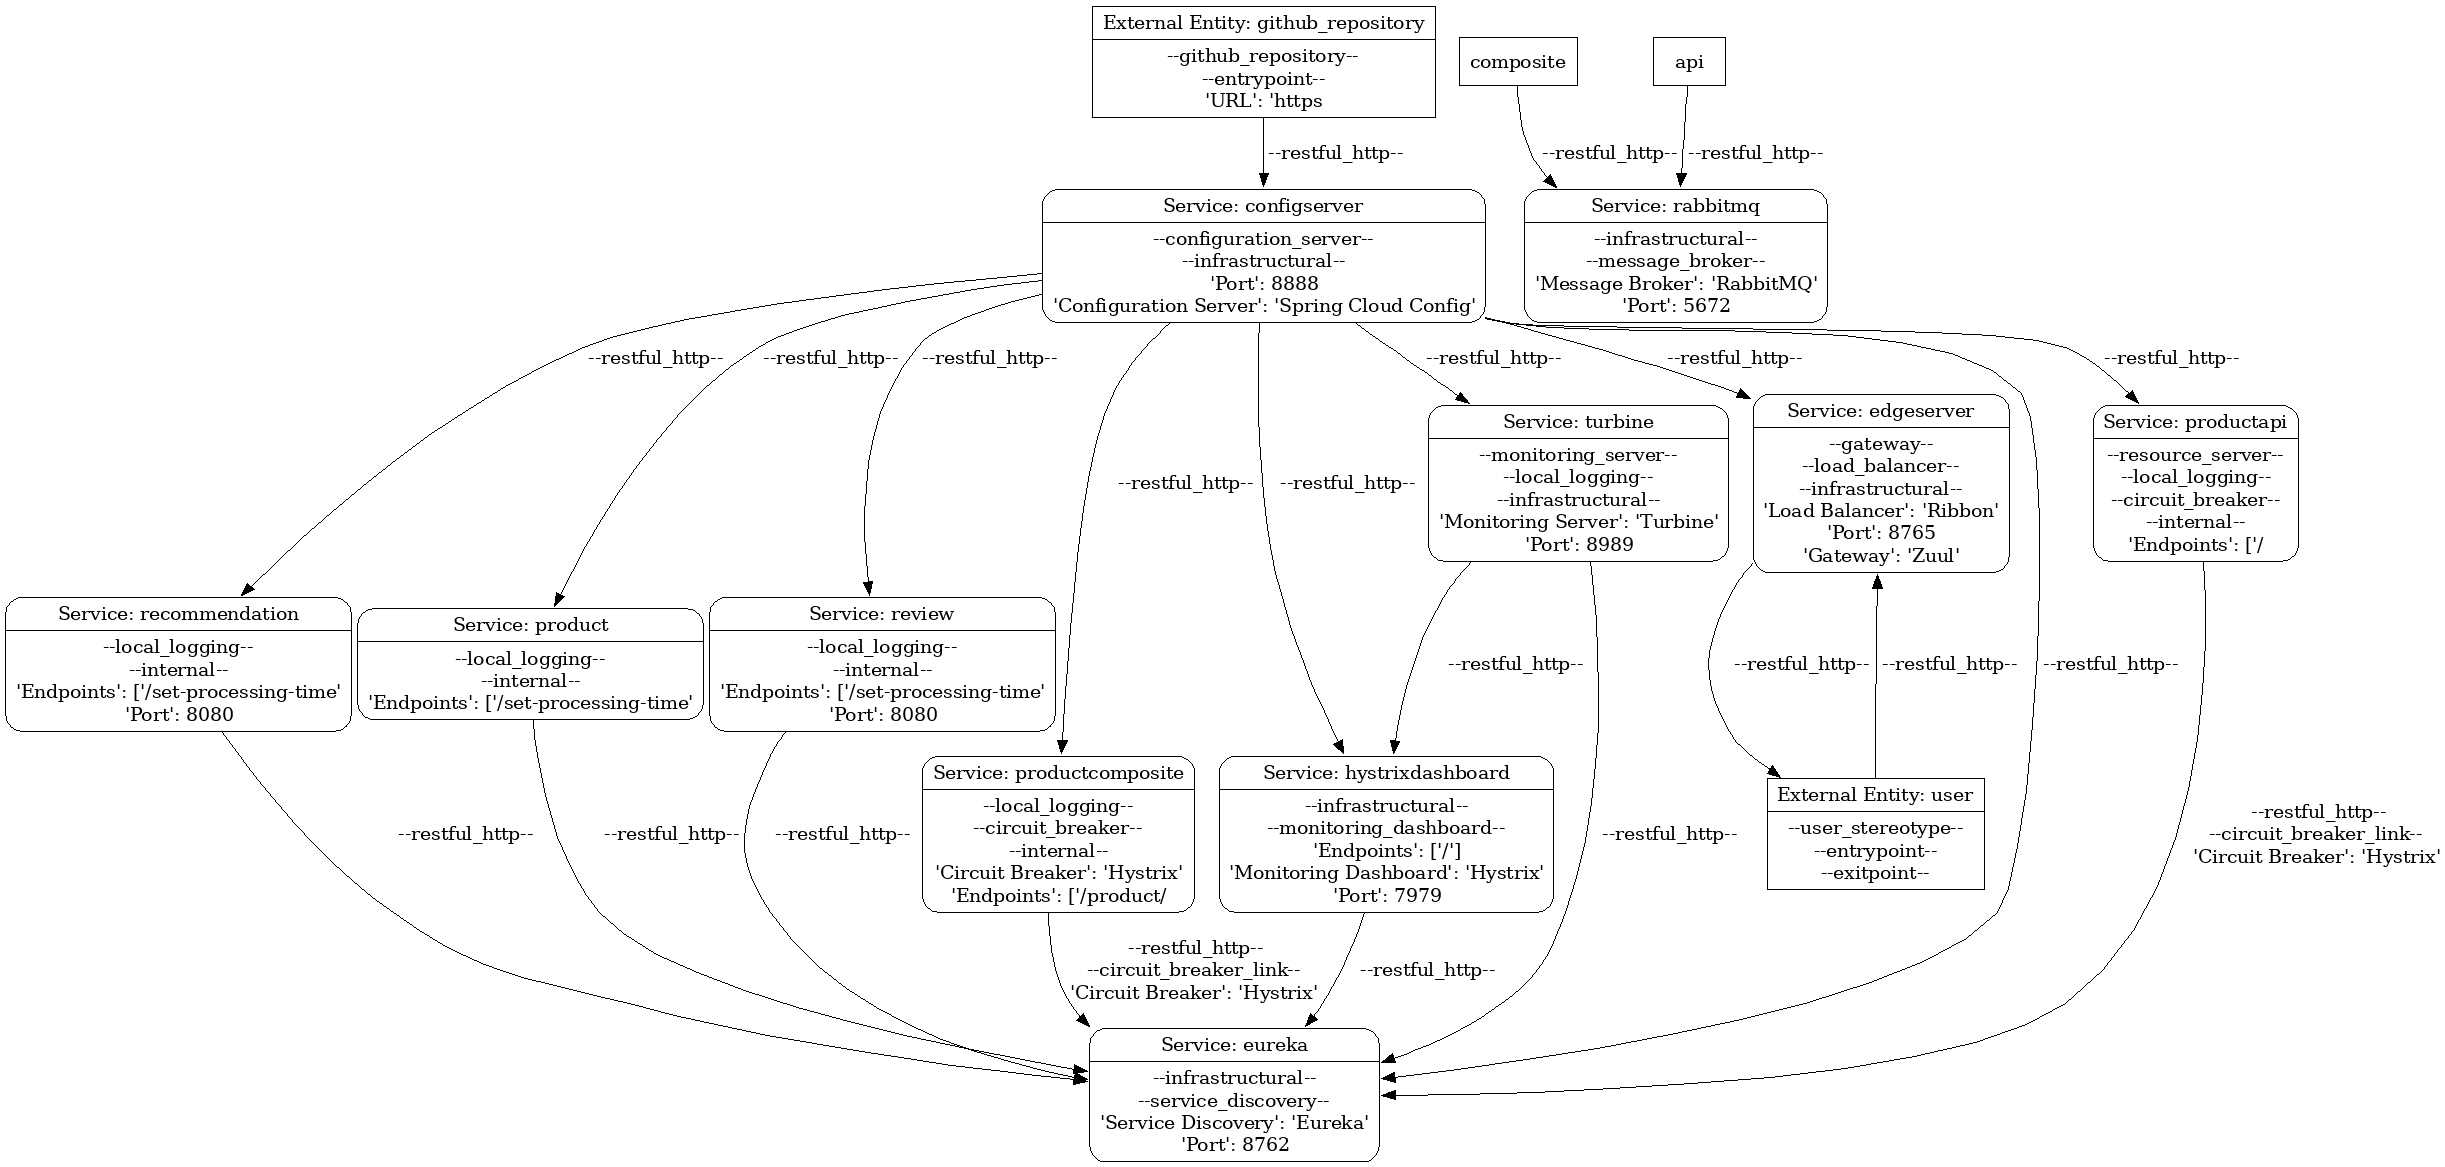 External Entity: github_repository
--github_repository--
--entrypoint--
'URL': 'https
composite
api
--restful_http--
--restful_http--
--restful_http--
Service: configserver
--configuration_server--
--infrastructural--
'Port': 8888
'Configuration Server': 'Spring Cloud Config'
Service: rabbitmq
--infrastructural--
--message_broker--
'Message Broker': 'RabbitMQ'
'Port': 5672
--restful_http--
--restful_http--
--restful_http--
--restful_http--
--restful_http--
--restful_http--
--restful_http--
--restful_http--
Service: turbine
--monitoring_server--
--local_logging--
--infrastructural--
'Monitoring Server': 'Turbine'
'Port': 8989
Service: edgeserver
--gateway--
--load_balancer--
--infrastructural--
'Load Balancer': 'Ribbon'
'Port': 8765
'Gateway': 'Zuul'
Service: productapi
--resource_server--
--local_logging--
--circuit_breaker--
--internal--
'Endpoints': ['/
Service: recommendation
--local_logging--
--internal--
'Endpoints': ['/set-processing-time'
'Port': 8080
Service: product
--local_logging--
--internal--
'Endpoints': ['/set-processing-time'
Service: review
--local_logging--
--internal--
'Endpoints': ['/set-processing-time'
'Port': 8080
--restful_http--
--restful_http--
--restful_http--
--restful_http--
Service: productcomposite
--local_logging--
--circuit_breaker--
--internal--
'Circuit Breaker': 'Hystrix'
'Endpoints': ['/product/
Service: hystrixdashboard
--infrastructural--
--monitoring_dashboard--
'Endpoints': ['/']
'Monitoring Dashboard': 'Hystrix'
'Port': 7979
External Entity: user
--user_stereotype--
--entrypoint--
--exitpoint--
--restful_http--
--restful_http--
--restful_http--
--restful_http--
--restful_http--
--circuit_breaker_link--
'Circuit Breaker': 'Hystrix'
--restful_http--
--circuit_breaker_link--
'Circuit Breaker': 'Hystrix'
--restful_http--
Service: eureka
--infrastructural--
--service_discovery--
'Service Discovery': 'Eureka'
'Port': 8762